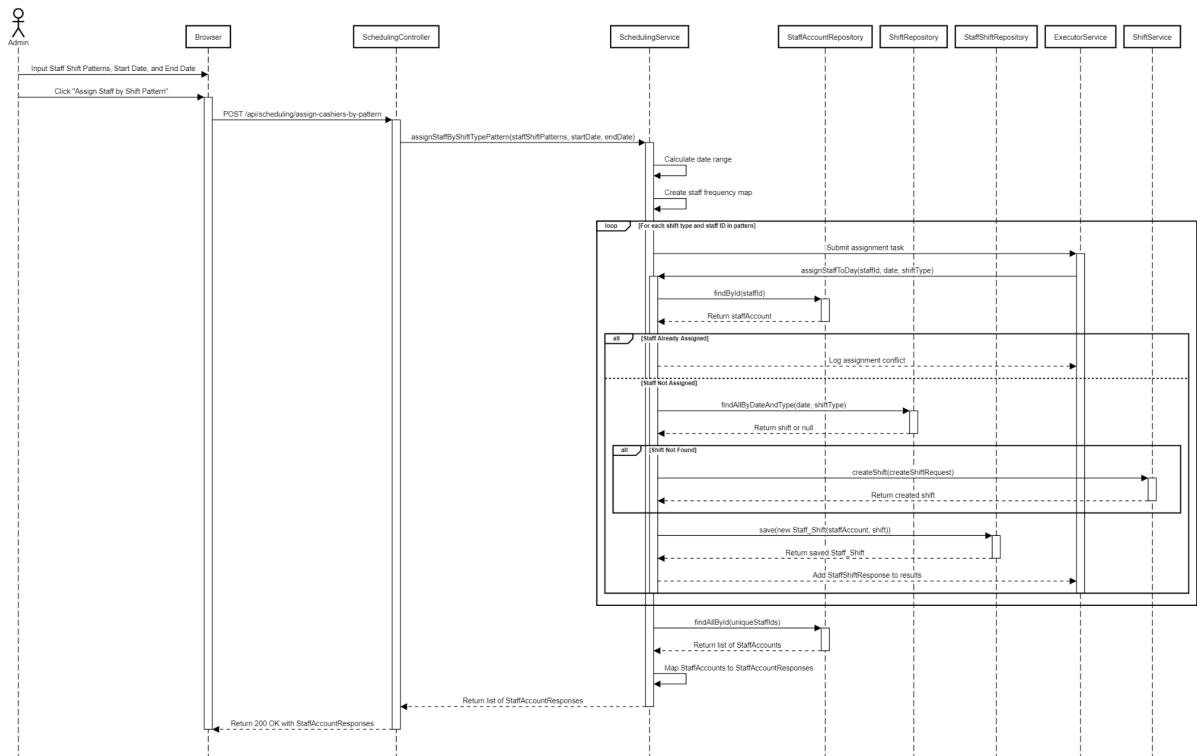 Admin
Browser
SchedulingController
SchedulingService
StaffAccountRepository
ShiftRepository
StaffShiftRepository
ExecutorService
ShiftService
Input Staff Shift Patterns, Start Date, and End Date
Click "Assign Staff by Shift Pattern"
POST /api/scheduling/assign-cashiers-by-pattern
assignStaffByShiftTypePattern(staffShiftPatterns, startDate, endDate)
Calculate date range
Create staff frequency map
loop [For each shift type and staff ID in pattern]
Submit assignment task
assignStaffToDay(staffId, date, shiftType)
findById(staffId)
Return staffAccount
alt [Staff Already Assigned]
Log assignment conflict
[Staff Not Assigned]
findAllByDateAndType(date, shiftType)
Return shift or null
alt [Shift Not Found]
createShift(createShiftRequest)
Return created shift
save(new Staff_Shift(staffAccount, shift))
Return saved Staff_Shift
Add StaffShiftResponse to results
findAllById(uniqueStaffIds)
Return list of StaffAccounts
Map StaffAccounts to StaffAccountResponses
Return list of StaffAccountResponses
Return 200 OK with StaffAccountResponses